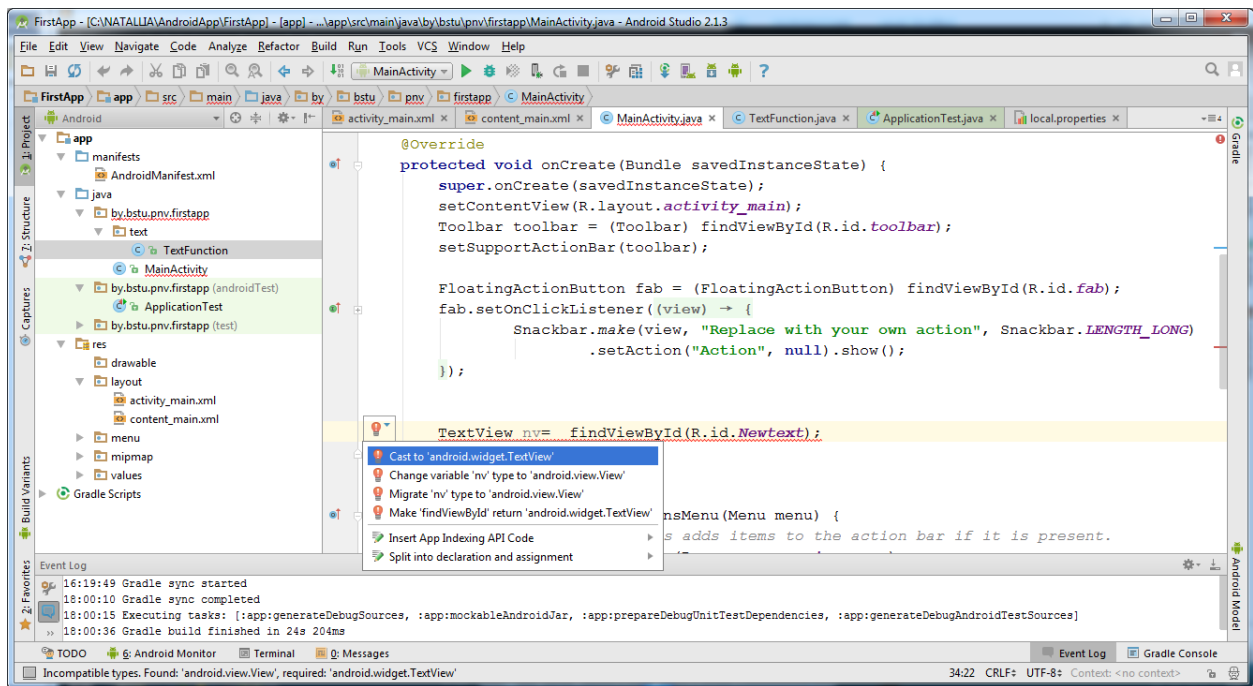 FirstApp - [C:\NATALLIA\AndroidApp\FirstApp] - [app] - ...\app\src\main\java\by\bstu\pnv\firstapp\MainActivity.java - Android Studio 2.1.3
File Edit View Navigate Code Analyze Refactor Build Run Tools VCS Window Help
MainActivity
FirstApp app src main java by bstu pnv firstapp MainActivity
Android
activity_main.xml × content_main.xml × MainActivity.java × TextFunction.java × ApplicationTest.java × local.properties ×
1: Project
7: Structure
Captures
Build Variants
2: Favorites
app
manifests
AndroidManifest.xml
java
by.bstu.pnv.firstapp
text
TextFunction
MainActivity
by.bstu.pnv.firstapp (androidTest)
ApplicationTest
by.bstu.pnv.firstapp (test)
res
drawable
layout
activity_main.xml
content_main.xml
menu
mipmap
values
Gradle Scripts
@Override
protected void onCreate(Bundle savedInstanceState) {
super.onCreate(savedInstanceState);
setContentView(R.layout.activity_main);
Toolbar toolbar = (Toolbar) findViewById(R.id.toolbar);
setSupportActionBar(toolbar);
FloatingActionButton fab = (FloatingActionButton) findViewById(R.id.fab);
fab.setOnClickListener((view) → {
Snackbar.make(view, "Replace with your own action", Snackbar.LENGTH_LONG)
.setAction("Action", null).show();
});
TextView nv= findViewById(R.id.Newtext);
Cast to 'android.widget.TextView'
Change variable 'nv' type to 'android.view.View'
Migrate 'nv' type to 'android.view.View'
Make 'findViewById' return 'android.widget.TextView'
Insert App Indexing API Code
Split into declaration and assignment
nsMenu(Menu menu) {
s adds items to the action bar if it is present.
Gradle
Android Model
Event Log
16:19:49 Gradle sync started
18:00:10 Gradle sync completed
18:00:15 Executing tasks: [:app:generateDebugSources, :app:mockableAndroidJar, :app:prepareDebugUnitTestDependencies, :app:generateDebugAndroidTestSources]
18:00:36 Gradle build finished in 24s 204ms
TODO 6: Android Monitor Terminal 0: Messages Event Log Gradle Console
Incompatible types. Found: 'android.view.View', required: 'android.widget.TextView' 34:22 CRLF÷ UTF-8÷ Context: <no context>